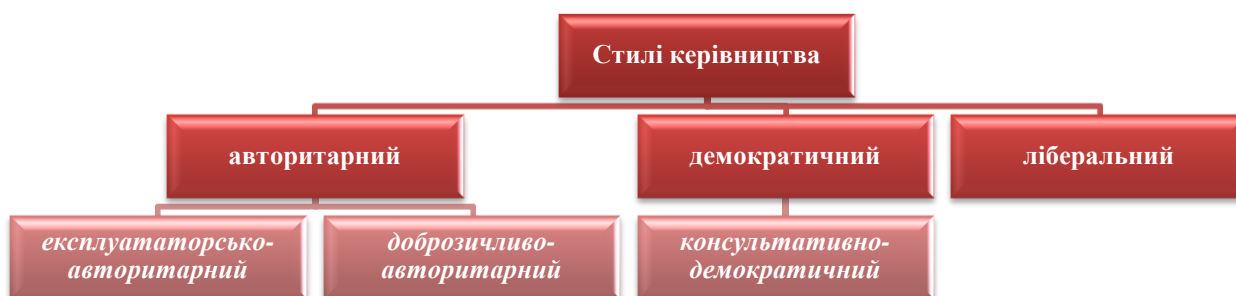 Стилі керівництва
авторитарний
демократичний
ліберальний
експлуататорсько-
авторитарний
доброзичливо-
авторитарний
консультативно-
демократичний